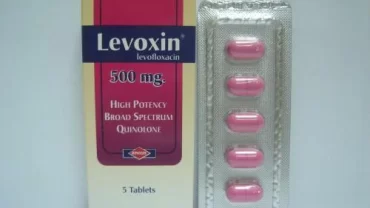 Levoxin®
levofloxacin
500 mg.
HIGH POTENCY
BROAD SPECTRUM
QUINOLONE
5 Tablets